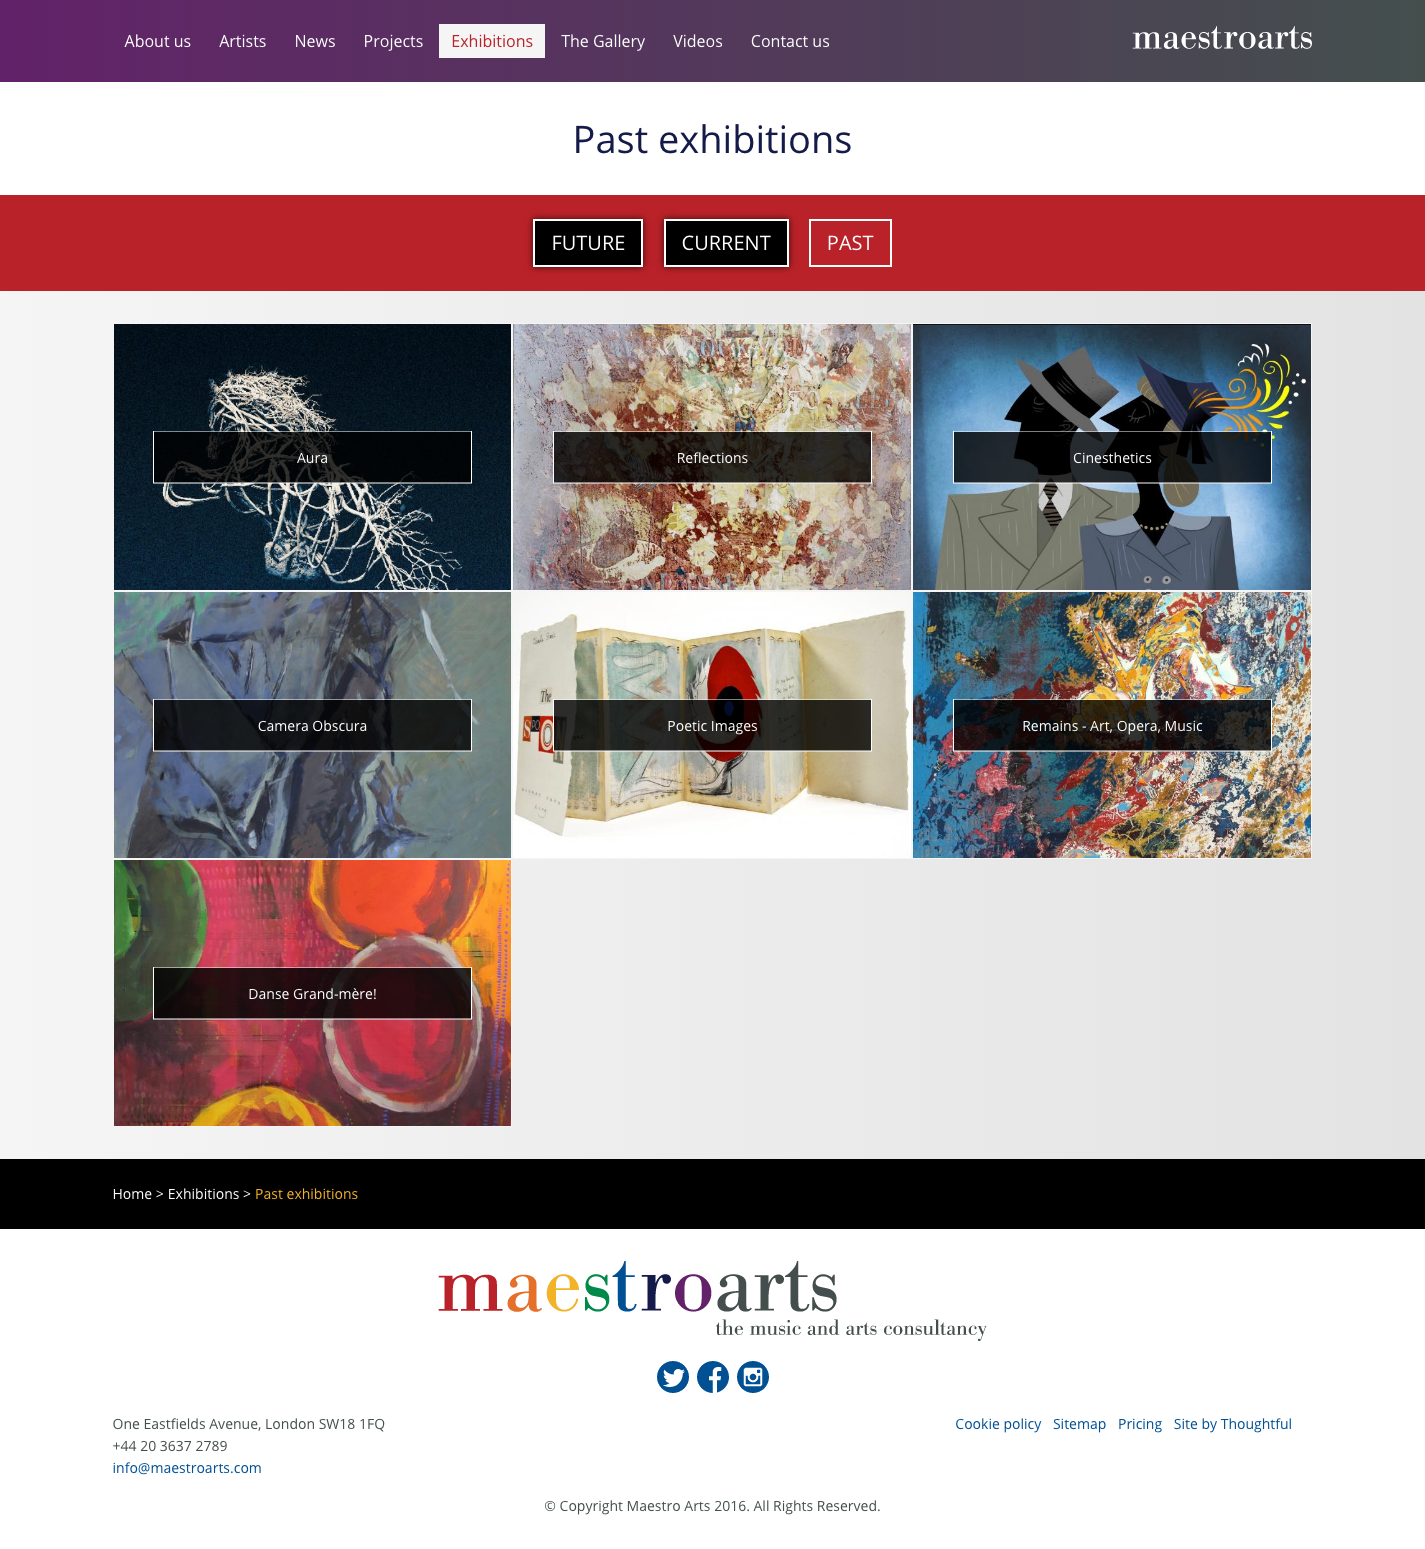 About us Artists News Projects Exhibitions The Gallery Videos Contact us maestroarts
Past exhibitions
FUTURE CURRENT PAST
Aura Reflections Cinesthetics
Camera Obscura Poetic Images Remains - Art, Opera, Music
Danse Grand-mère!
Home > Exhibitions > Past exhibitions
maestroarts
the music and arts consultancy
One Eastfields Avenue, London SW18 1FQ Cookie policy Sitemap Pricing Site by Thoughtful
+44 20 3637 2789
info@maestroarts.com
© Copyright Maestro Arts 2016. All Rights Reserved.